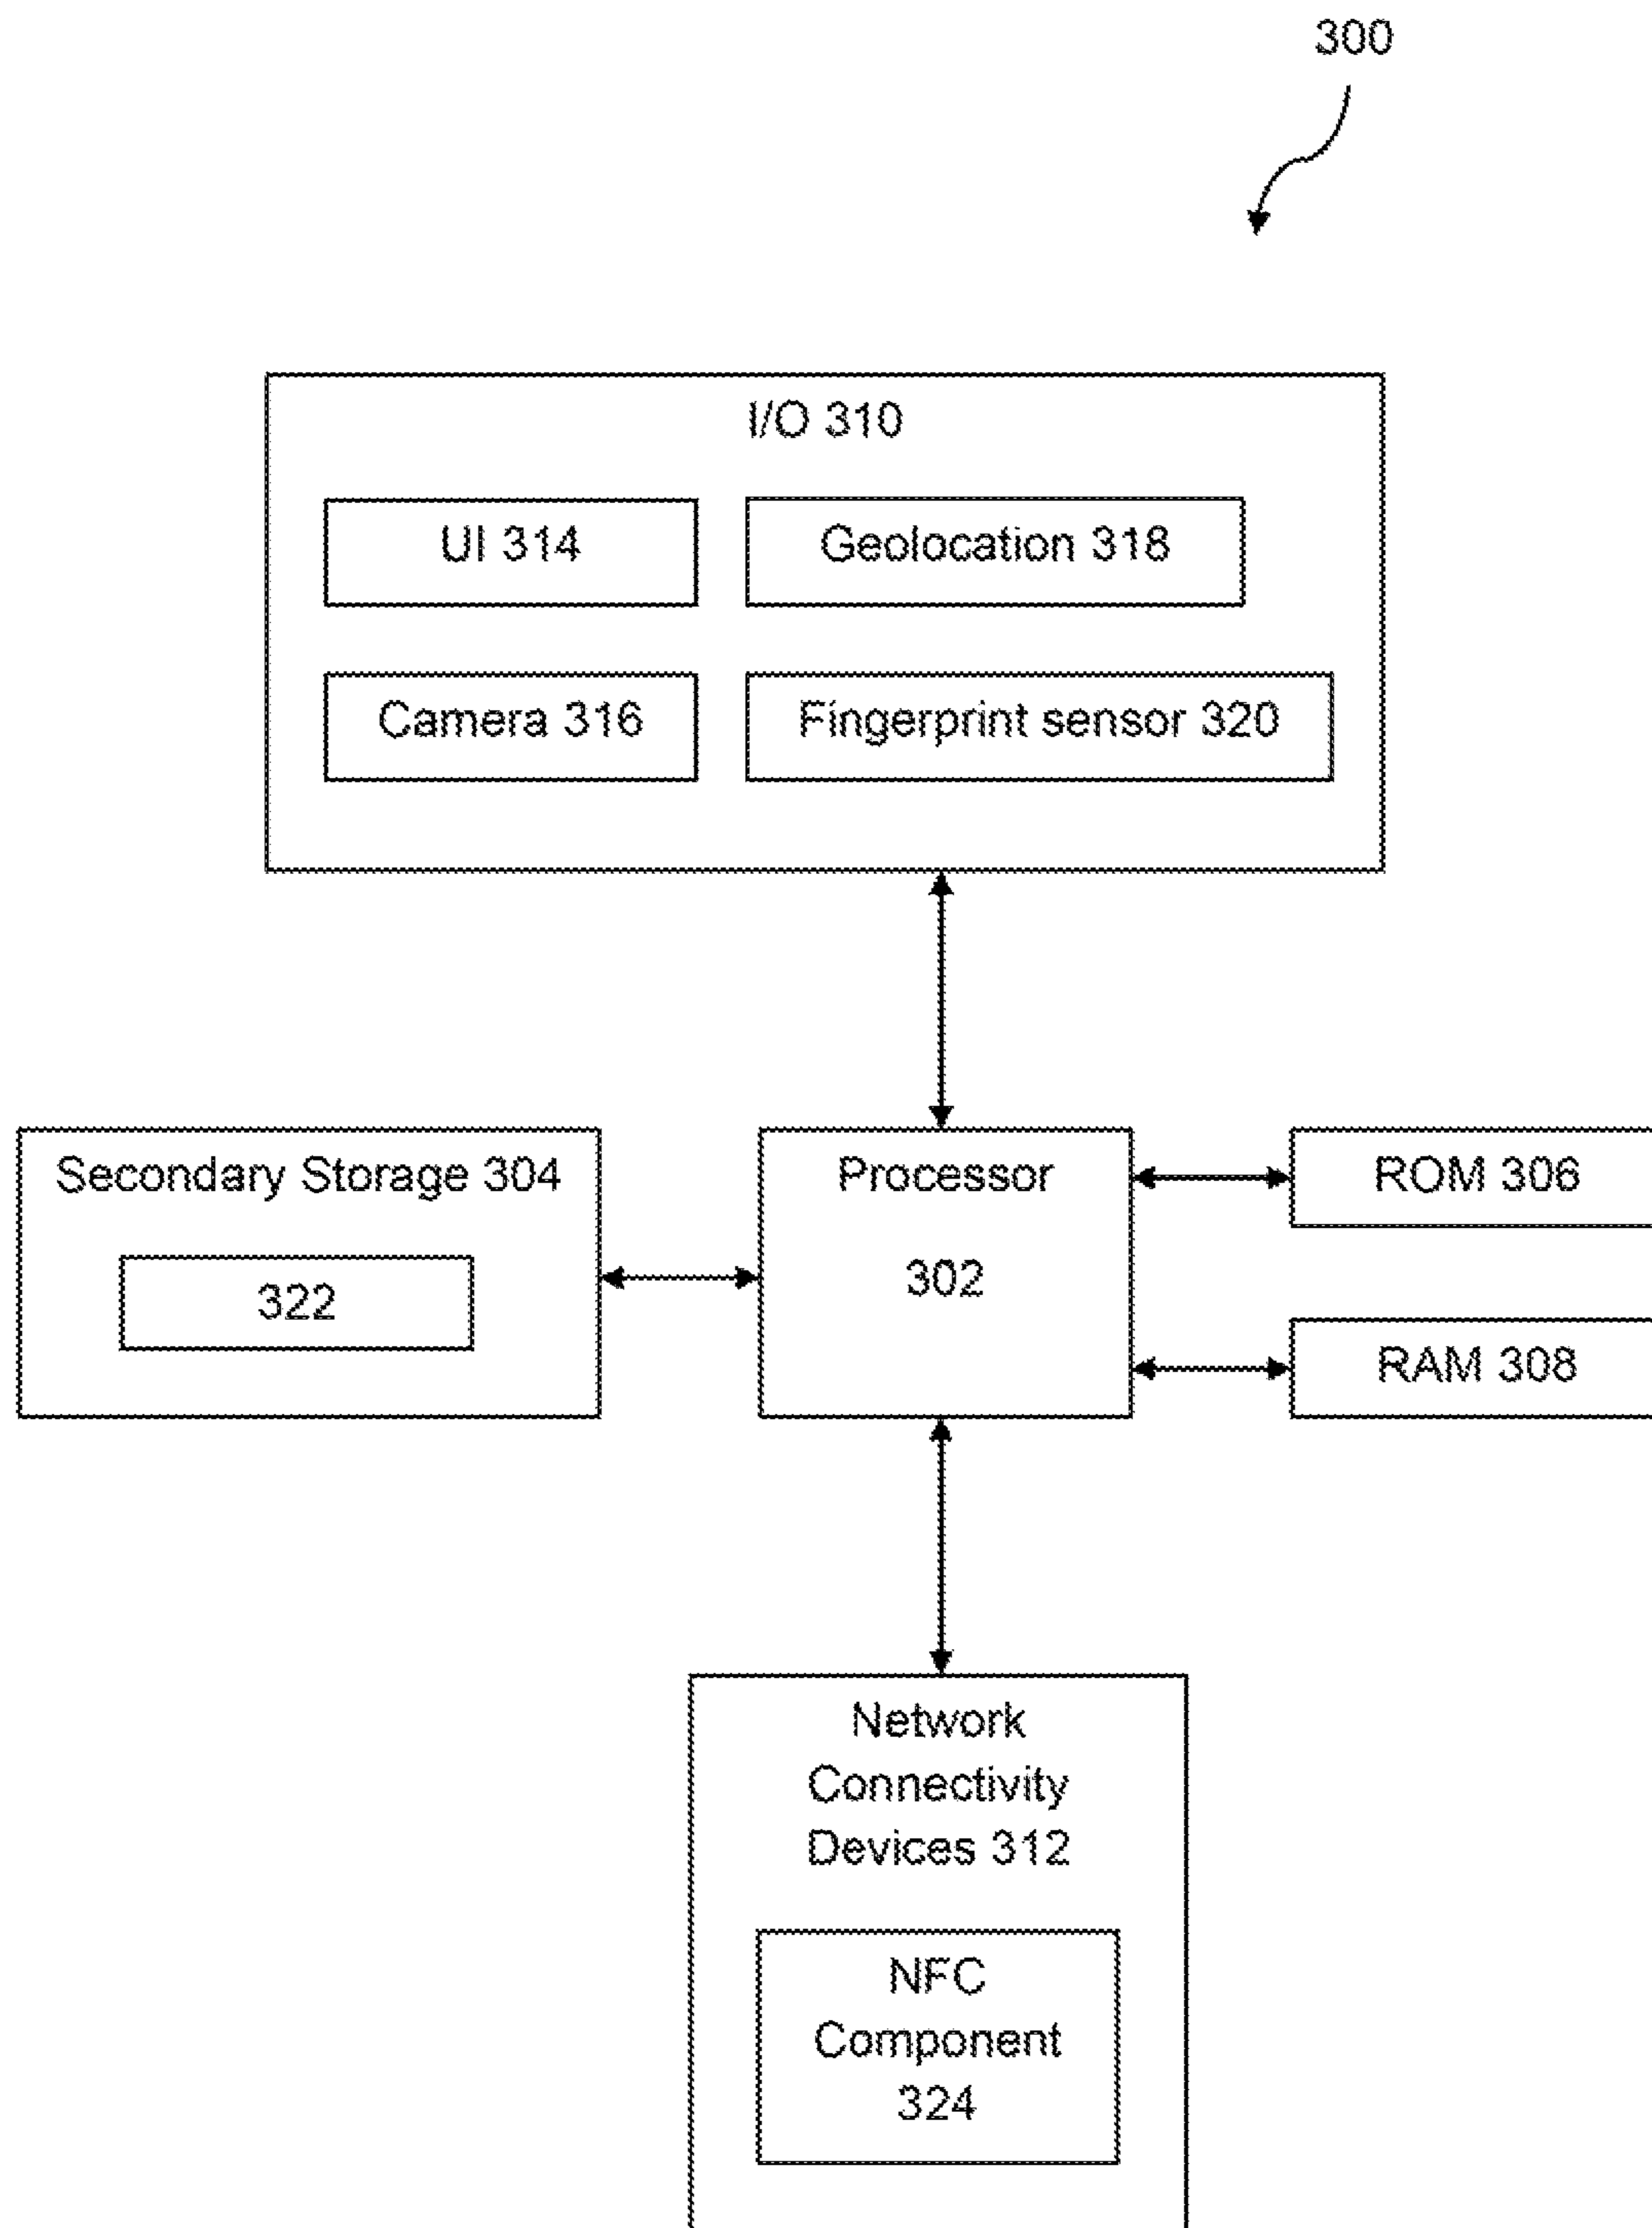 300
I/O 310
UI 314
Geolocation 318
Camera 316
Fingerprint sensor 320
Secondary Storage 304
322
Processor
302
ROM 306
RAM 308
Network
Connectivity
Devices 312
NFC
Component
324